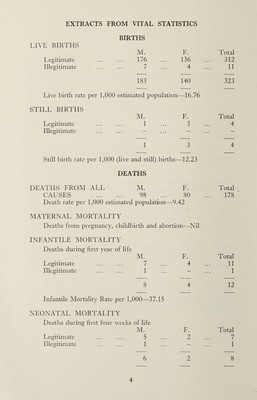 EXTRACTS FROM VITAL STATISTICS
BIRTHS
LIVE BIRTHS
M. F. Total
Legitimate ... ... 176 ... 136 ... 312
Illegitimate ... ... 7 ... 4 ... 11
183 140 323
Live birth rate per 1,000 estimated population—16.76
STILL BIRTHS
M. F. Total
Legitimate ... ... 1 ... 3 ... 4
Illegitimate ... ... – ... – ... –
1 3 4
Still birth rate per 1,000 (live and still) births—12.23
DEATHS
DEATHS FROM ALL M. F. Total
CAUSES ... ... 98 ... 80 ... 178
Death rate per 1,000 estimated population—9.42
MATERNAL MORTALITY
Deaths from pregnancy, childbirth and abortion—Nil
INFANTILE MORTALITY
Deaths during first year of life
M. F. Total
Legitimate ... ... 7 ... 4 ... 11
Illegitimate ... ... 1 ... – ... 1
8 4 12
Infantile Mortality Rate per 1,000—37.15
NEONATAL MORTALITY
Deaths during first four weeks of life
M. F. Total
Legitimate ... ... 5 ... 2 ... 7
Illegitimate ... ... 1 ... – ... 1
6 2 8
4